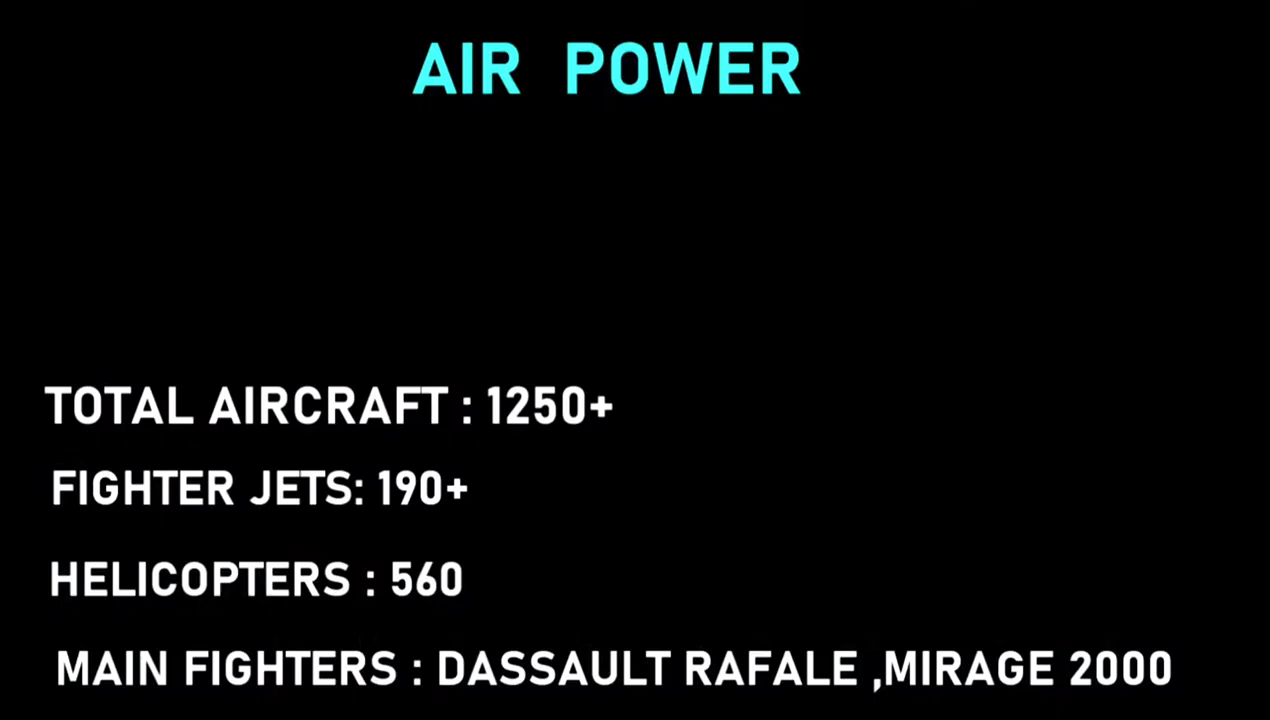 AIR POWER
TOTAL AIRCRAFT : 1250+
FIGHTER JETS: 190+
HELICOPTERS : 560
MAIN FIGHTERS : DASSAULT RAFALE ,MIRAGE 2000